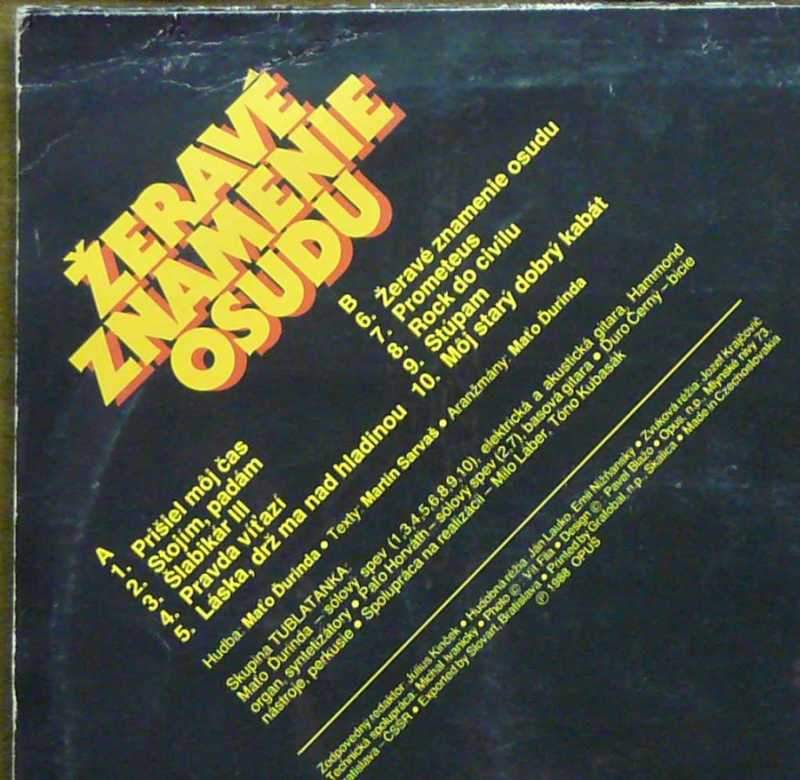 ŽERAVÉ
ZNAMENIE
OSUDU
A
1. Prišiel môj čas
2. Stojím, padám
3. Šlabikár III
4. Pravda víťazí
5. Láska, drž ma nad hladinou
B
6. Žeravé znamenie osudu
7. Prometeus
8. Rock do civilu
9. Stúpam
10. Môj starý dobrý kabát
Hudba: Maťo Ďurinda • Texty: Martin Sarvaš • Aranžmány: Maťo Ďurinda
Skupina TUBLATANKA:
Maťo Ďurinda – sólový spev (1,3,4,5,6,8,9,10), elektrická a akustická gitara, Hammond
organ, syntetizátory • Paľo Horváth – sólový spev (2,7), basová gitara • Ďuro Černý – bicie
nástroje, perkusie • Spolupráca na realizácii – Milo Láber, Tóno Kubasák
Zodpovedný redaktor: Július Kinček • Hudobná réžia: Ján Lauko, Emil Nižňanský • Zvuková réžia: Jozef Krajčovič
Technická spolupráca: Michal Ivanický • Photo © Vít Fila • Design © Pavel Blažo • Opus, n.p., Mlynské nivy 73,
atislava – ČSSR • Exported by Slovart, Bratislava • Printed by Grafobal, n.p., Skalica • Made in Czechoslovakia
℗ 1988 OPUS